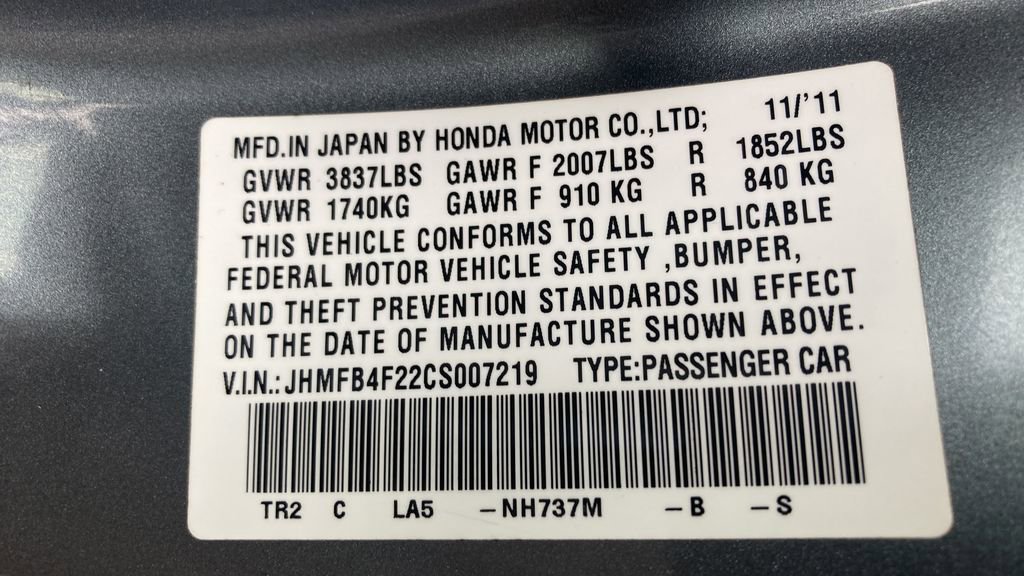 MFD.IN JAPAN BY HONDA MOTOR CO.,LTD; 11/'11
GVWR 3837LBS GAWR F 2007LBS R 1852LBS
GVWR 1740KG GAWR F 910 KG R 840 KG
THIS VEHICLE CONFORMS TO ALL APPLICABLE
FEDERAL MOTOR VEHICLE SAFETY ,BUMPER,
AND THEFT PREVENTION STANDARDS IN EFFECT
ON THE DATE OF MANUFACTURE SHOWN ABOVE.
V.I.N.:JHMFB4F22CS007219 TYPE:PASSENGER CAR
TR2 C LA5 -NH737M -B -S